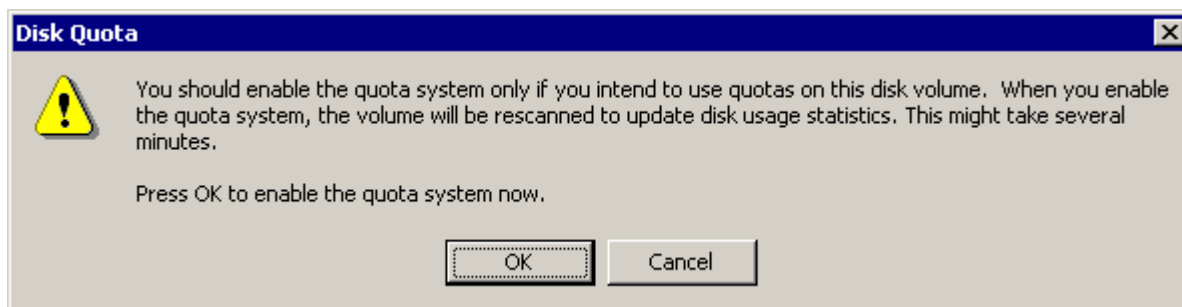 Disk Quota
You should enable the quota system only if you intend to use quotas on this disk volume.  When you enable
the quota system, the volume will be rescanned to update disk usage statistics. This might take several
minutes.
Press OK to enable the quota system now.
OK
Cancel